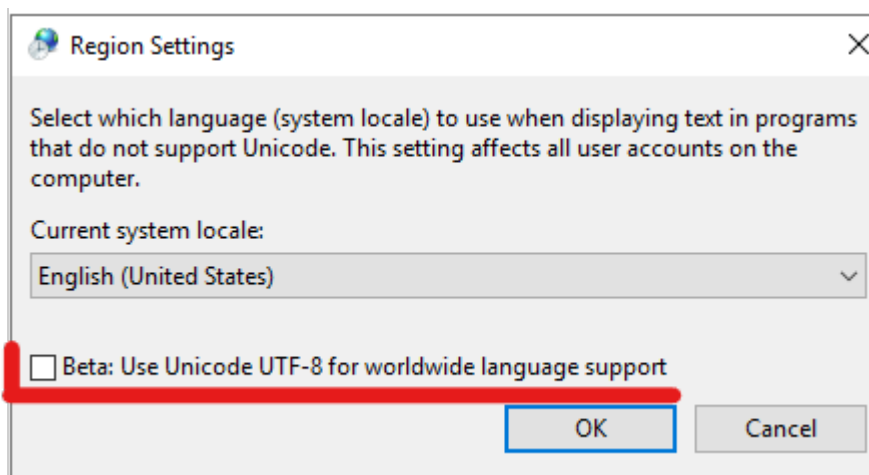 Region Settings
Select which language (system locale) to use when displaying text in programs
that do not support Unicode. This setting affects all user accounts on the
computer.
Current system locale:
English (United States)
Beta: Use Unicode UTF-8 for worldwide language support
OK
Cancel